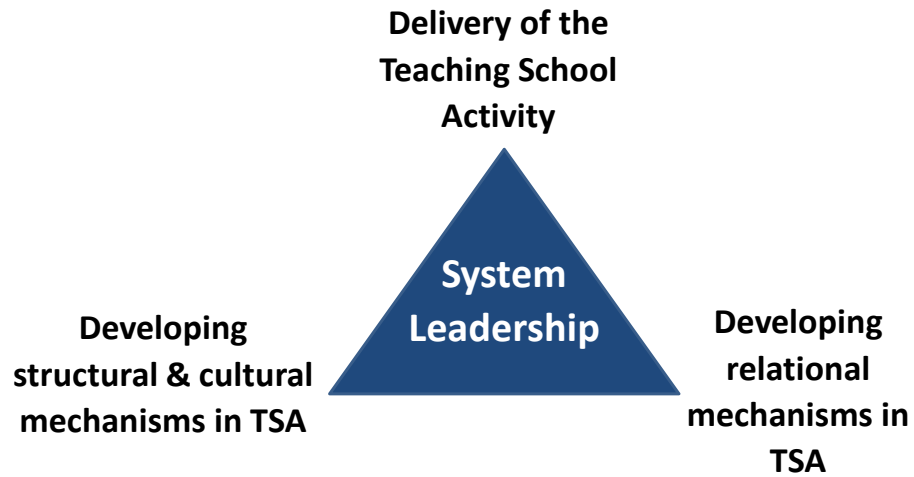 Delivery of the
Teaching School
Activity
System
Leadership
Developing
structural & cultural
mechanisms in TSA
Developing
relational
mechanisms in
TSA